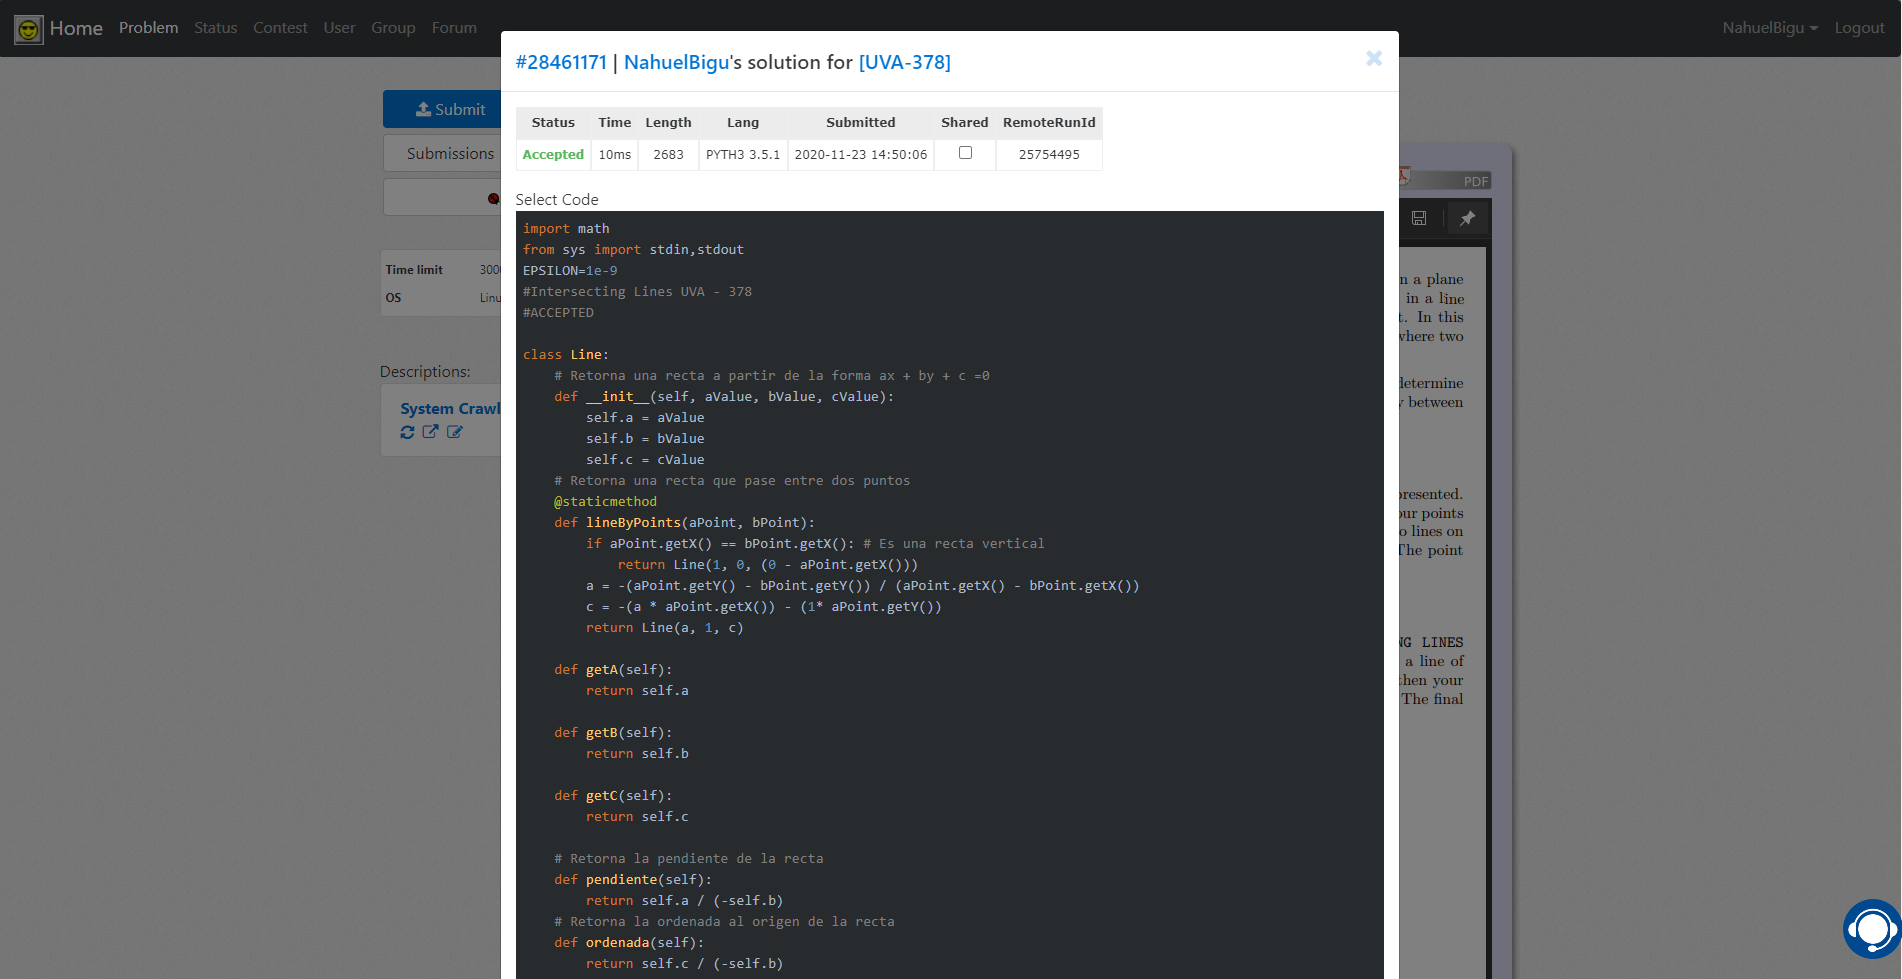 Home Problem Status Contest User Group Forum NahuelBigu Logout
#28461171 | NahuelBigu's solution for [UVA-378]
Submit
Submissions
Time limit 300
OS Linu
Descriptions:
System Crawl
Status Time Length Lang Submitted Shared RemoteRunId
Accepted 10ms 2683 PYTH3 3.5.1 2020-11-23 14:50:06 25754495
Select Code
import math
from sys import stdin,stdout
EPSILON=1e-9
#Intersecting Lines UVA - 378
#ACCEPTED
class Line:
# Retorna una recta a partir de la forma ax + by + c =0
def __init__(self, aValue, bValue, cValue):
self.a = aValue
self.b = bValue
self.c = cValue
# Retorna una recta que pase entre dos puntos
@staticmethod
def lineByPoints(aPoint, bPoint):
if aPoint.getX() == bPoint.getX(): # Es una recta vertical
return Line(1, 0, (0 - aPoint.getX()))
a = -(aPoint.getY() - bPoint.getY()) / (aPoint.getX() - bPoint.getX())
c = -(a * aPoint.getX()) - (1* aPoint.getY())
return Line(a, 1, c)
def getA(self):
return self.a
def getB(self):
return self.b
def getC(self):
return self.c
# Retorna la pendiente de la recta
def pendiente(self):
return self.a / (-self.b)
# Retorna la ordenada al origen de la recta
def ordenada(self):
return self.c / (-self.b)
PDF
n a plane
in a line
t. In this
where two
determine
y between
presented.
our points
o lines on
The point
NG LINES
a line of
then your
The final